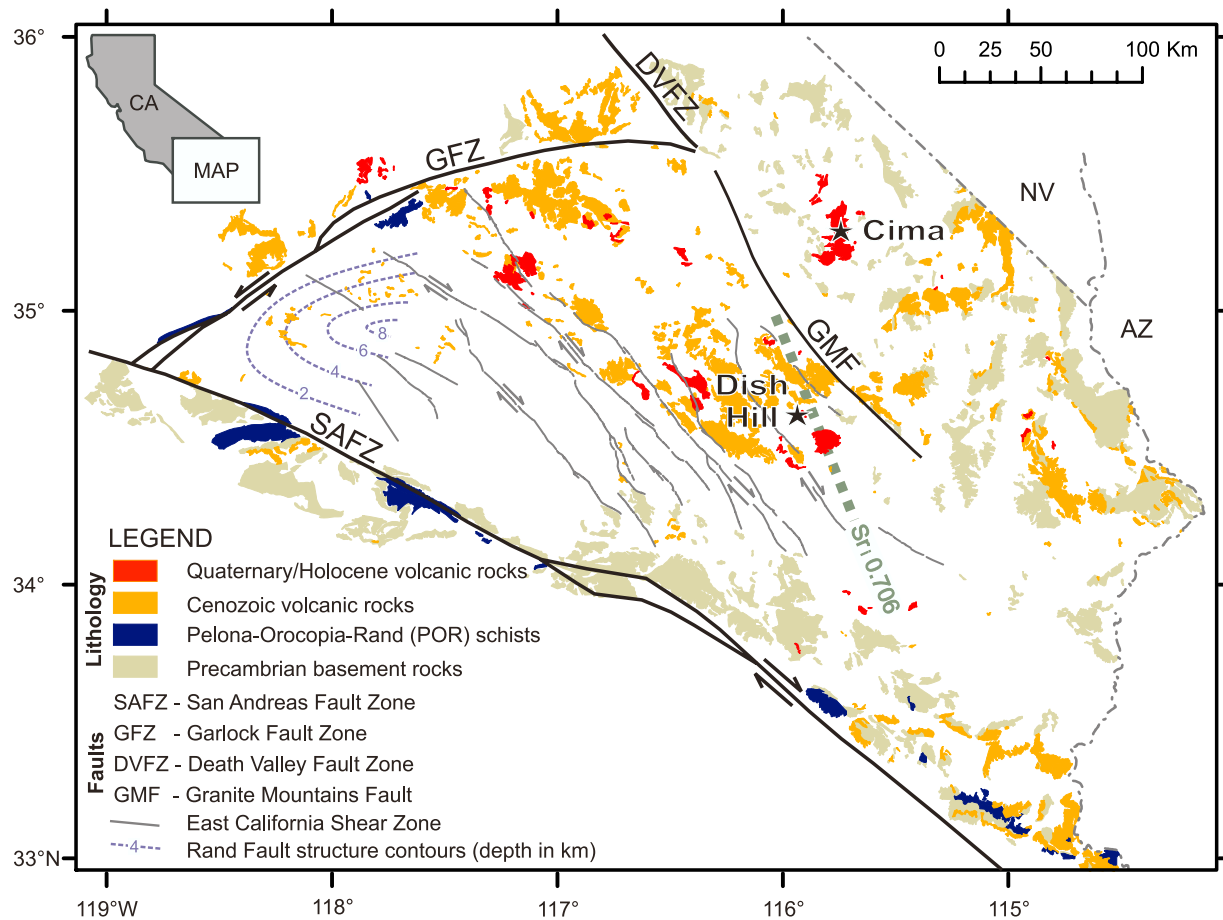 36°
35°
34°
33°N
119°W
118°
117°
116°
115°
0 25 50 100 Km
CA
MAP
DVFZ
GFZ
NV
Cima
AZ
GMF
Dish
Hill
8
6
4
2
SAFZ
Sri 0.706
LEGEND
Lithology
Quaternary/Holocene volcanic rocks
Cenozoic volcanic rocks
Pelona-Orocopia-Rand (POR) schists
Precambrian basement rocks
Faults
SAFZ - San Andreas Fault Zone
GFZ - Garlock Fault Zone
DVFZ - Death Valley Fault Zone
GMF - Granite Mountains Fault
East California Shear Zone
4 Rand Fault structure contours (depth in km)